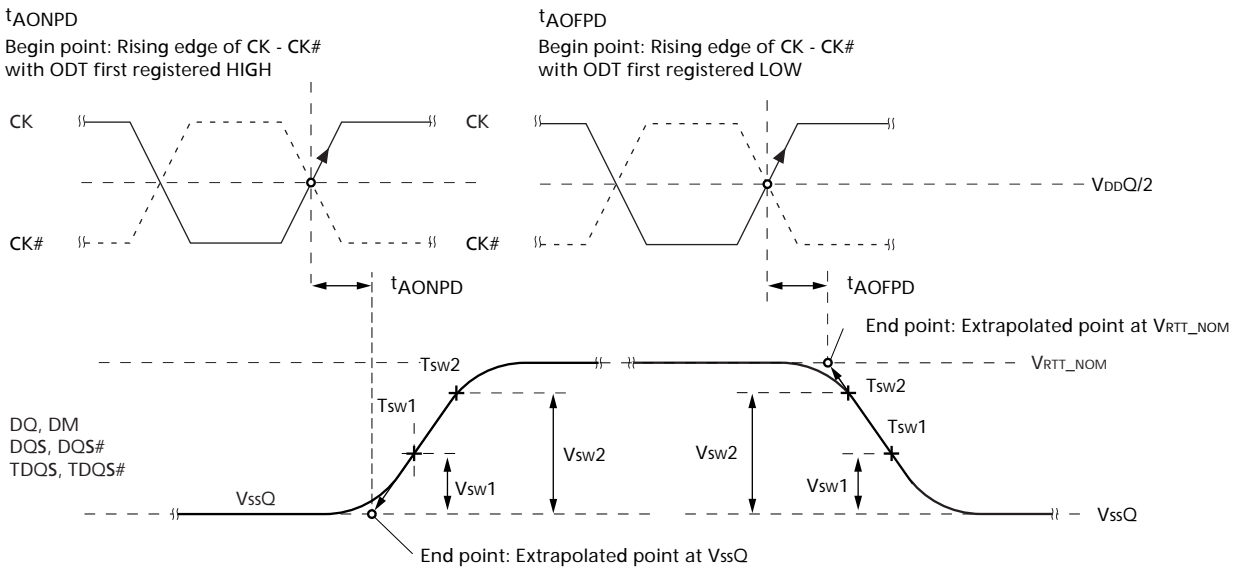 tAONPD
Begin point: Rising edge of CK - CK#
with ODT first registered HIGH
tAOFPD
Begin point: Rising edge of CK - CK#
with ODT first registered LOW
CK
CK
VDDQ/2
CK#
CK#
tAONPD
tAOFPD
End point: Extrapolated point at VRTT_NOM
TSW2
VRTT_NOM
TSW2
TSW1
TSW1
DQ, DM
DQS, DQS#
TDQS, TDQS#
VSW2
VSW2
VSW1
VSW1
VSSQ
VSSQ
End point: Extrapolated point at VSSQ